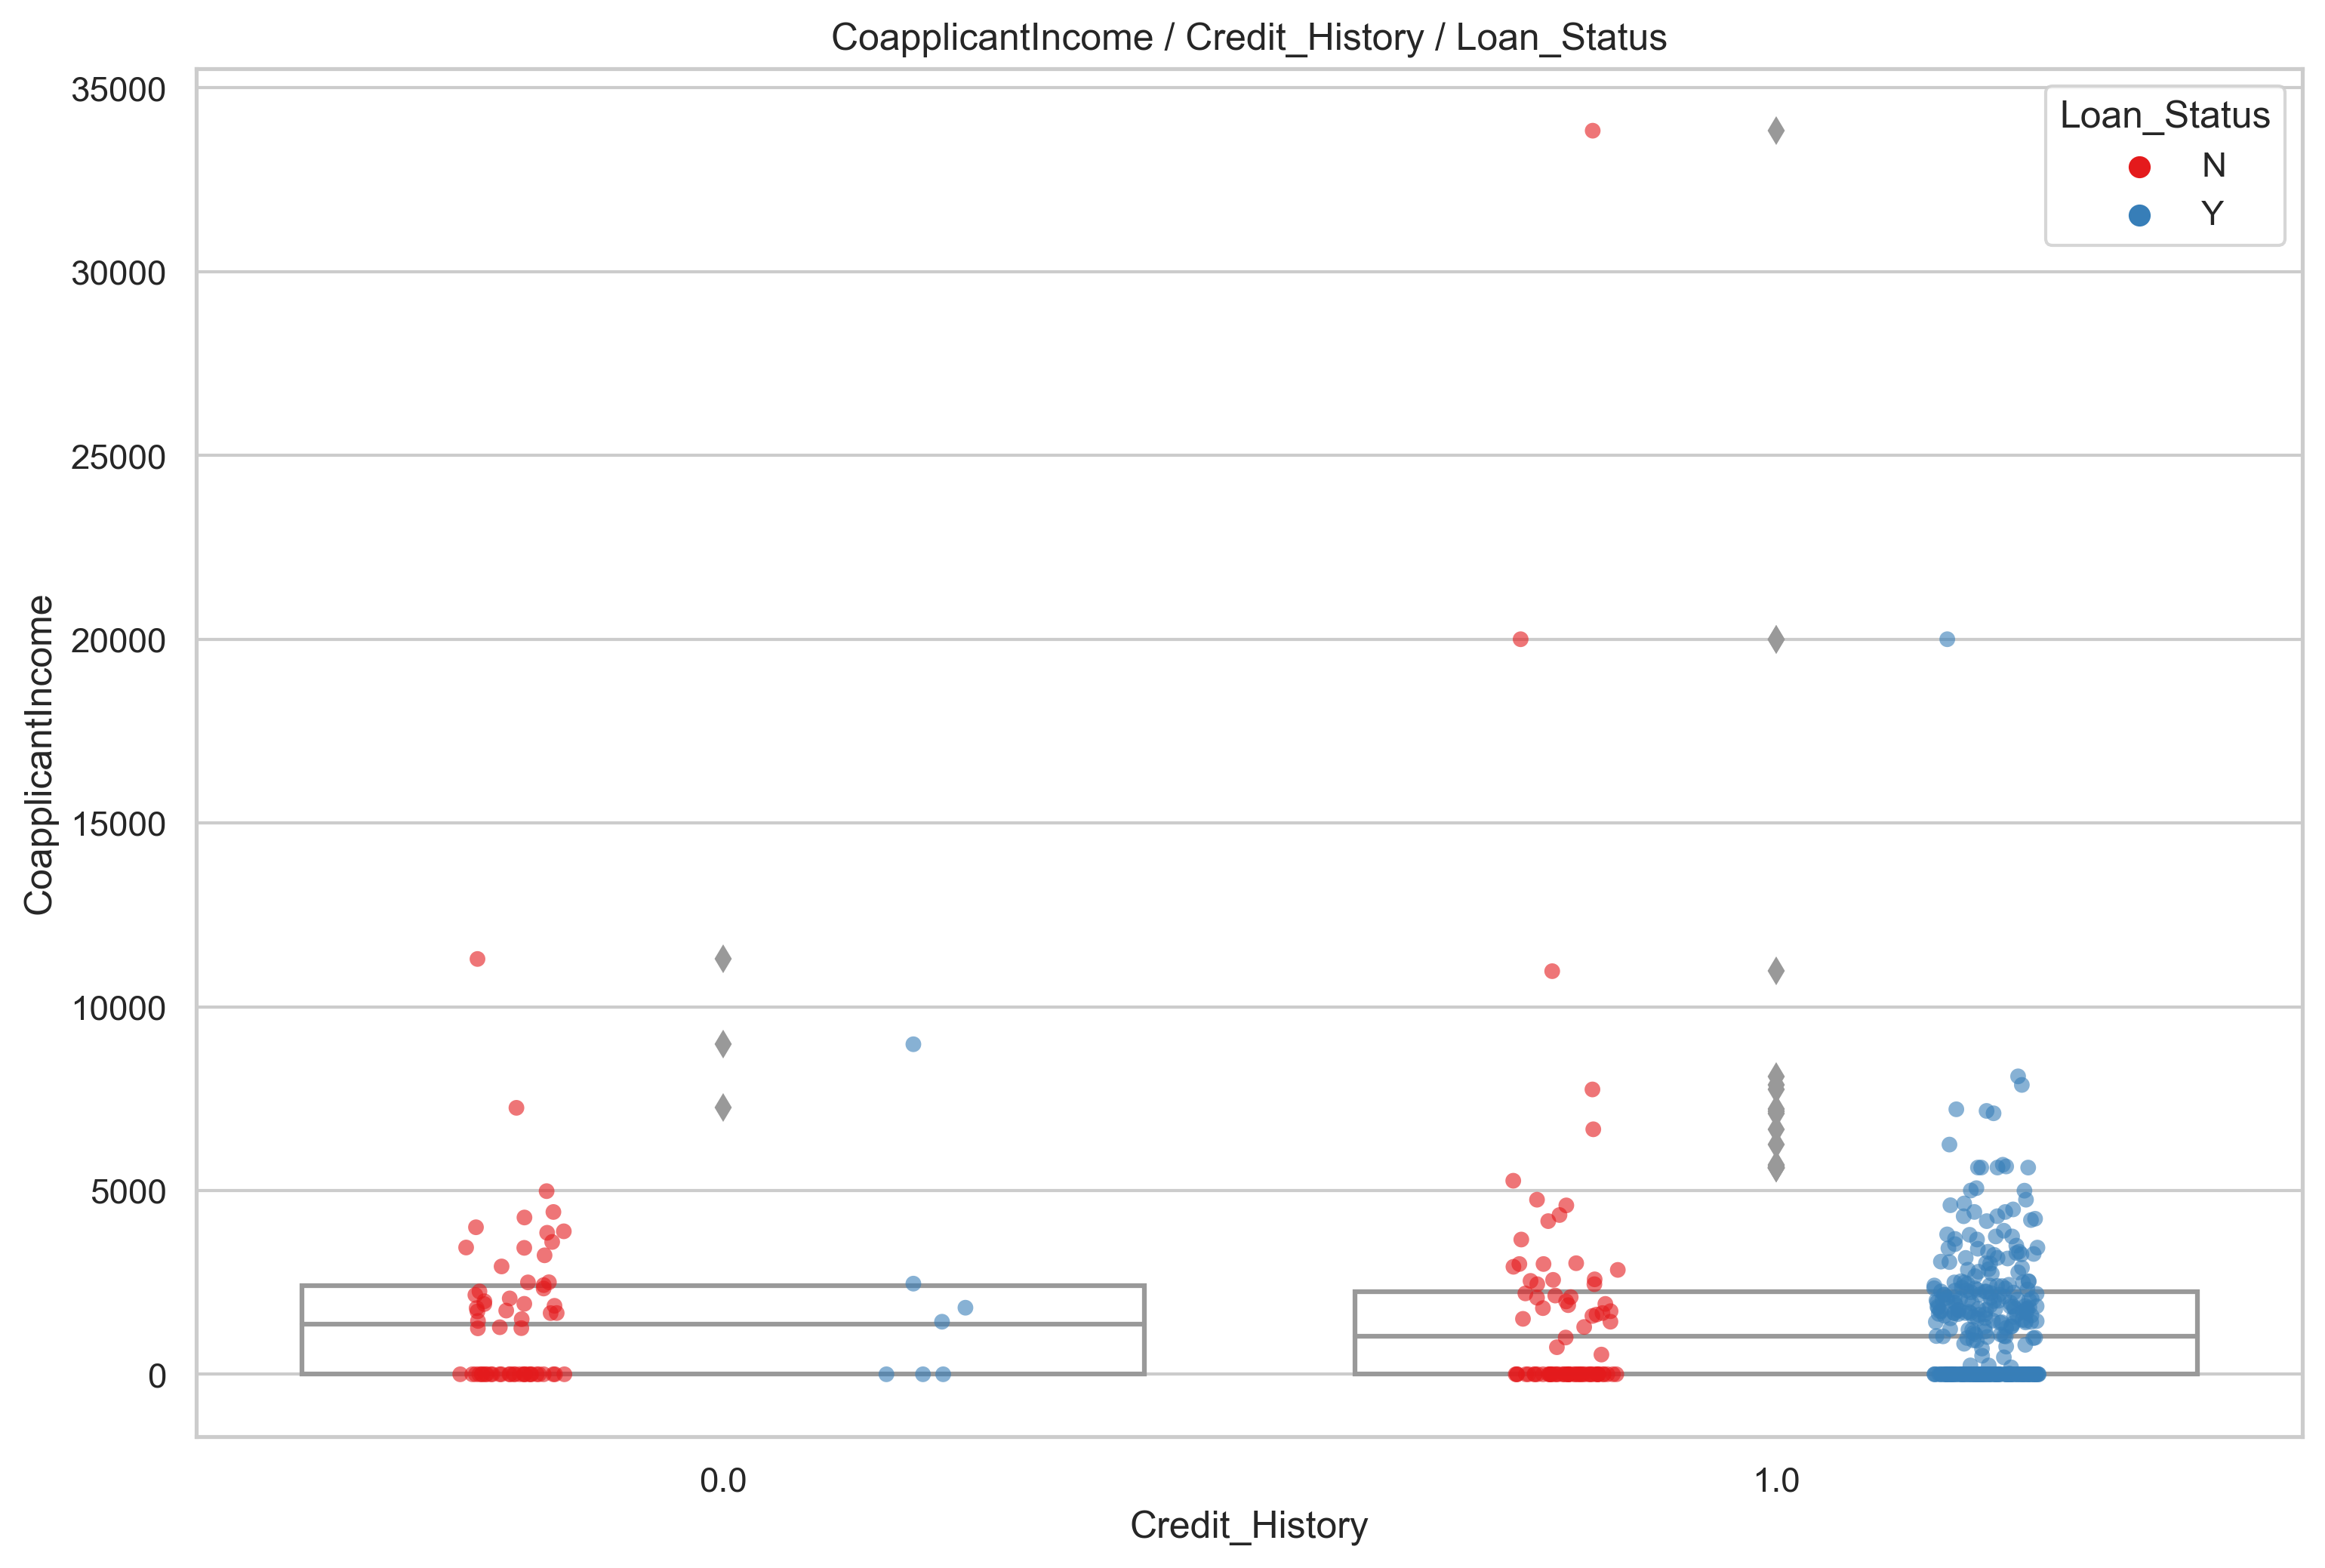 CoapplicantIncome / Credit_History / Loan_Status
Loan_Status
N
Y
35000
30000
25000
20000
15000
10000
5000
0
CoapplicantIncome
0.0
1.0
Credit_History